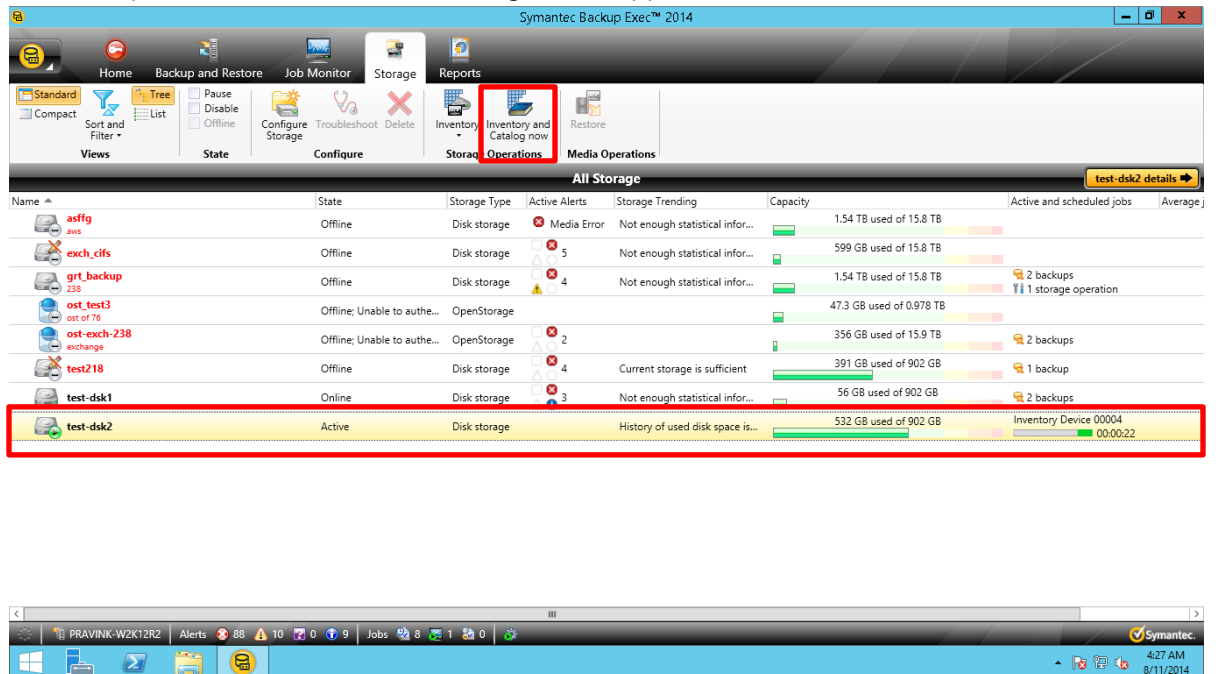 Symantec Backup Exec™ 2014
Home Backup and Restore Job Monitor Storage Reports
Standard
Compact
Sort and Filter
Tree
List
Views
Pause
Disable
Offline
State
Configure Storage
Troubleshoot
Delete
Configure
Inventory
Inventory and Catalog now
Storage Operations
Restore
Media Operations
All Storage
test-dsk2 details
Name State Storage Type Active Alerts Storage Trending Capacity Active and scheduled jobs Average j
asffg Offline Disk storage Media Error Not enough statistical infor... 1.54 TB used of 15.8 TB
aws
exch_cifs Offline Disk storage 5 Not enough statistical infor... 599 GB used of 15.8 TB
grt_backup Offline Disk storage 4 Not enough statistical infor... 1.54 TB used of 15.8 TB 2 backups
238 1 storage operation
ost_test3 Offline; Unable to authe... OpenStorage 47.3 GB used of 0.978 TB
ost of 76
ost-exch-238 Offline; Unable to authe... OpenStorage 2 356 GB used of 15.9 TB 2 backups
exchange
test218 Offline Disk storage 4 Current storage is sufficient 391 GB used of 902 GB 1 backup
test-dsk1 Online Disk storage 3 Not enough statistical infor... 56 GB used of 902 GB 2 backups
test-dsk2 Active Disk storage History of used disk space is... 532 GB used of 902 GB Inventory Device 00004
00:00:22
PRAVINK-W2K12R2 Alerts 88 10 0 9 Jobs 8 1 0 Symantec.
4:27 AM
8/11/2014